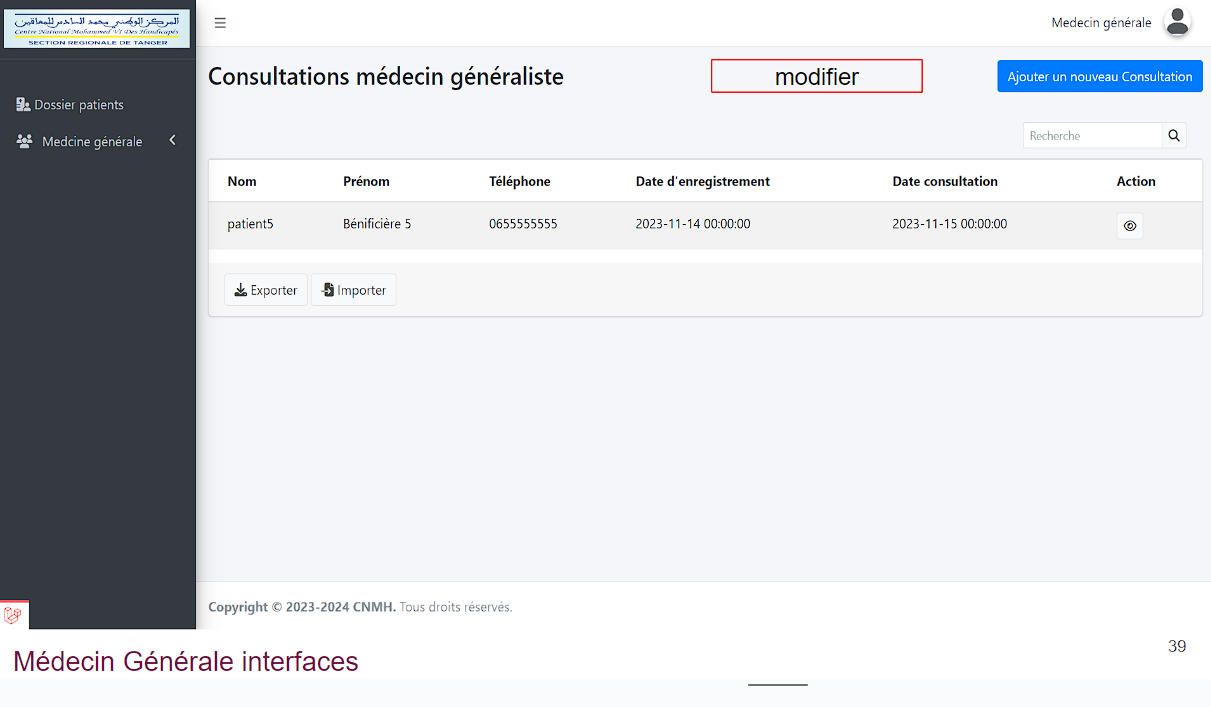 المركز الوطني محمد السادس للمعاقين
Centre National Mohammed VI Des Handicapés
SECTION REGIONALE DE TANGER
Medecin générale
Dossier patients
Medcine générale
Consultations médecin généraliste
modifier
Ajouter un nouveau Consultation
Recherche
Nom Prénom Téléphone Date d'enregistrement Date consultation Action
patient5 Bénificière 5 0655555555 2023-11-14 00:00:00 2023-11-15 00:00:00
Exporter Importer
Copyright © 2023-2024 CNMH. Tous droits réservés.
39
Médecin Générale interfaces